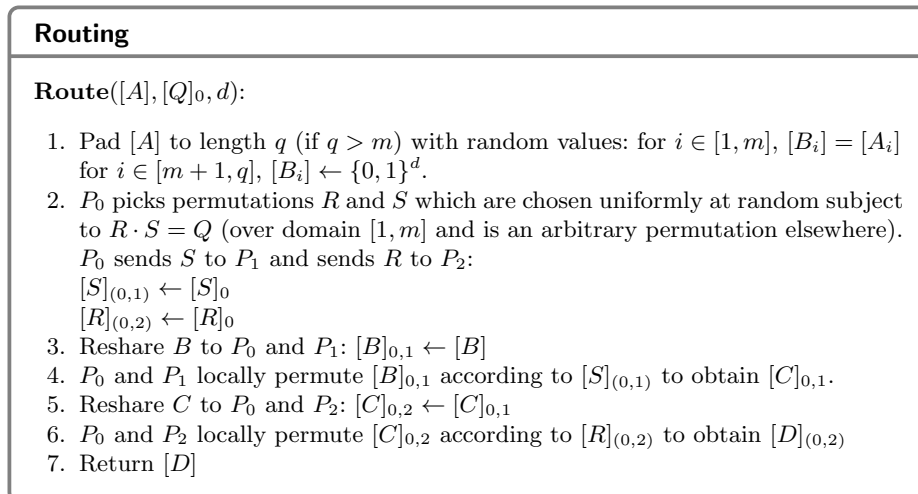 Routing
Route([A], [Q]₀, d):
1. Pad [A] to length q (if q > m) with random values: for i ∈ [1, m], [Bᵢ] = [Aᵢ]
for i ∈ [m + 1, q], [Bᵢ] ← {0, 1}ᵈ.
2. P₀ picks permutations R and S which are chosen uniformly at random subject
to R · S = Q (over domain [1, m] and is an arbitrary permutation elsewhere).
P₀ sends S to P₁ and sends R to P₂:
[S]₍₀,₁₎ ← [S]₀
[R]₍₀,₂₎ ← [R]₀
3. Reshare B to P₀ and P₁: [B]₀,₁ ← [B]
4. P₀ and P₁ locally permute [B]₀,₁ according to [S]₍₀,₁₎ to obtain [C]₀,₁.
5. Reshare C to P₀ and P₂: [C]₀,₂ ← [C]₀,₁
6. P₀ and P₂ locally permute [C]₀,₂ according to [R]₍₀,₂₎ to obtain [D]₍₀,₂₎
7. Return [D]